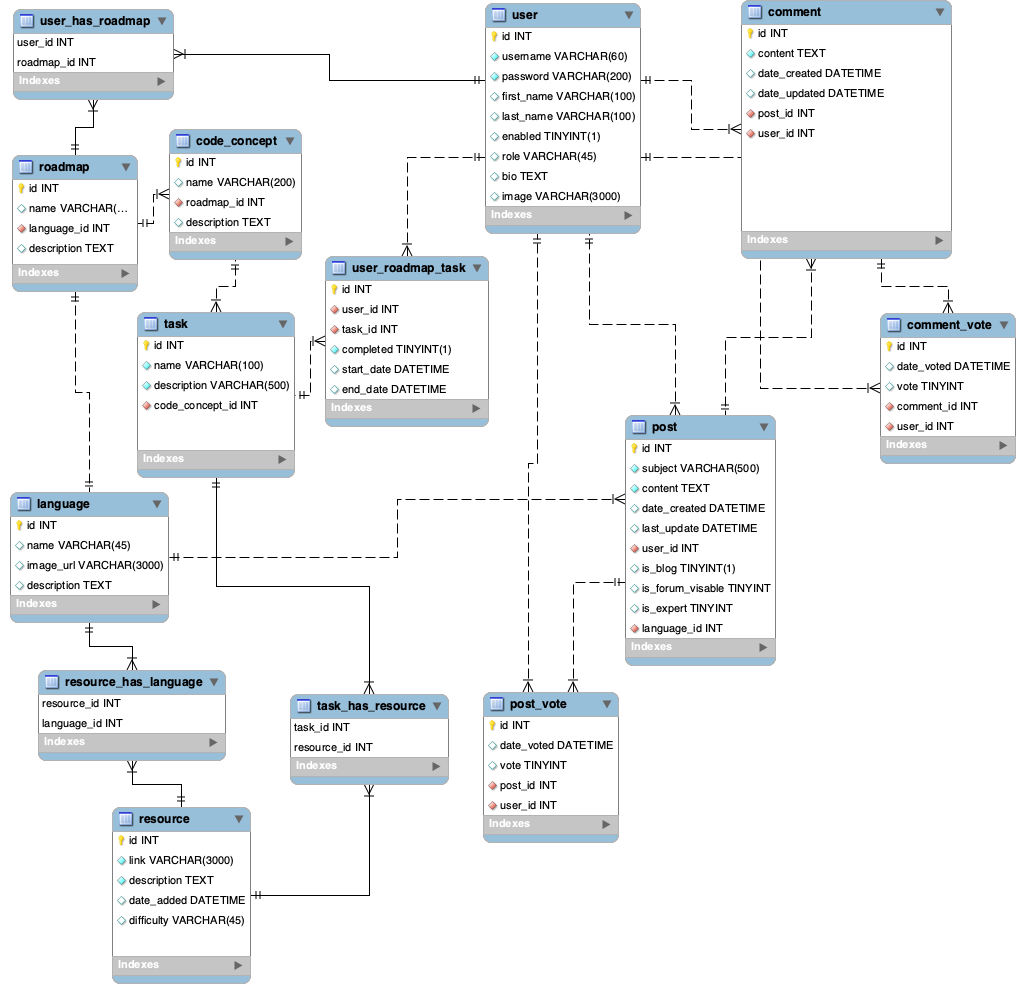 user_has_roadmap
user_id INT
roadmap_id INT
Indexes
user
id INT
username VARCHAR(60)
password VARCHAR(200)
first_name VARCHAR(100)
last_name VARCHAR(100)
enabled TINYINT(1)
role VARCHAR(45)
bio TEXT
image VARCHAR(3000)
Indexes
comment
id INT
content TEXT
date_created DATETIME
date_updated DATETIME
post_id INT
user_id INT
Indexes
roadmap
id INT
name VARCHAR(...
language_id INT
description TEXT
Indexes
code_concept
id INT
name VARCHAR(200)
roadmap_id INT
description TEXT
Indexes
user_roadmap_task
id INT
user_id INT
task_id INT
completed TINYINT(1)
start_date DATETIME
end_date DATETIME
Indexes
task
id INT
name VARCHAR(100)
description VARCHAR(500)
code_concept_id INT
Indexes
comment_vote
id INT
date_voted DATETIME
vote TINYINT
comment_id INT
user_id INT
Indexes
post
id INT
subject VARCHAR(500)
content TEXT
date_created DATETIME
last_update DATETIME
user_id INT
is_blog TINYINT(1)
is_forum_visable TINYINT
is_expert TINYINT
language_id INT
Indexes
language
id INT
name VARCHAR(45)
image_url VARCHAR(3000)
description TEXT
Indexes
resource_has_language
resource_id INT
language_id INT
Indexes
task_has_resource
task_id INT
resource_id INT
Indexes
post_vote
id INT
date_voted DATETIME
vote TINYINT
post_id INT
user_id INT
Indexes
resource
id INT
link VARCHAR(3000)
description TEXT
date_added DATETIME
difficulty VARCHAR(45)
Indexes